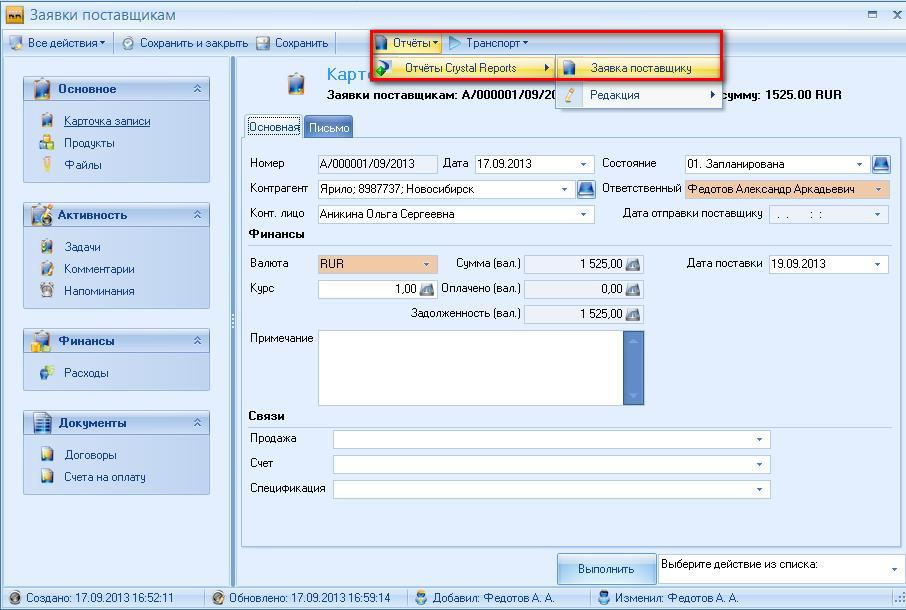 Заявки поставщикам
Все действия Сохранить и закрыть Сохранить Отчёты Транспорт
Отчёты Crystal Reports Заявка поставщику
Редакция
Карто
Заявки поставщикам: А/000001/09/20 сумму: 1525.00 RUR
Основное
Карточка записи
Продукты
Файлы
Активность
Задачи
Комментарии
Напоминания
Финансы
Расходы
Документы
Договоры
Счета на оплату
Основная Письмо
Номер А/000001/09/2013 Дата 17.09.2013 Состояние 01. Запланирована
Контрагент Ярило; 8987737; Новосибирск Ответственный Федотов Александр Аркадьевич
Конт. лицо Аникина Ольга Сергеевна Дата отправки поставщику . . : :
Финансы
Валюта RUR Сумма (вал.) 1 525,00 Дата поставки 19.09.2013
Курс 1,00 Оплачено (вал.) 0,00
Задолженность (вал.) 1 525,00
Примечание
Связи
Продажа
Счет
Спецификация
Выполнить Выберите действие из списка:
Создано: 17.09.2013 16:52:11 Обновлено: 17.09.2013 16:59:14 Добавил: Федотов А. А. Изменил: Федотов А. А.